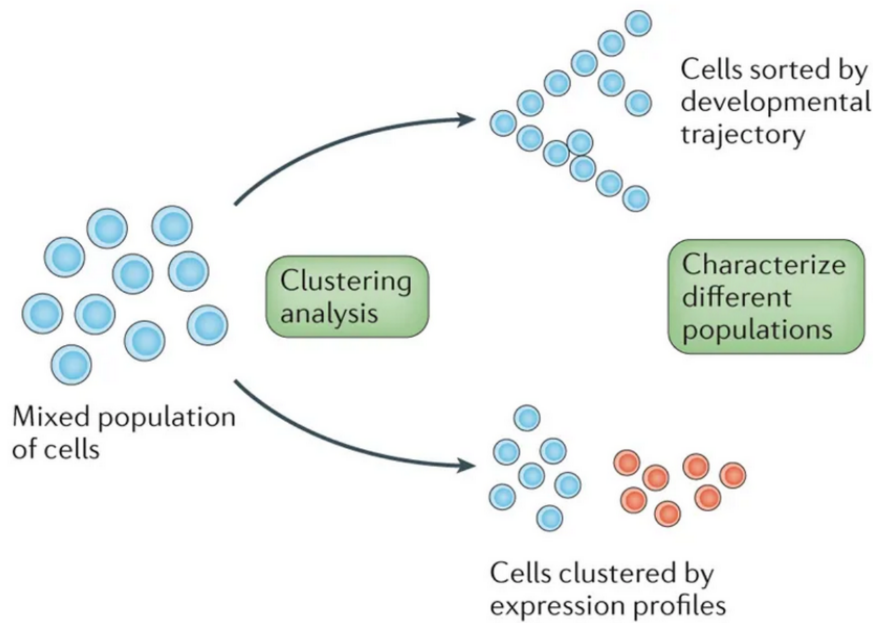 Cells sorted by
developmental
trajectory
Clustering
analysis
Characterize
different
populations
Mixed population
of cells
Cells clustered by
expression profiles